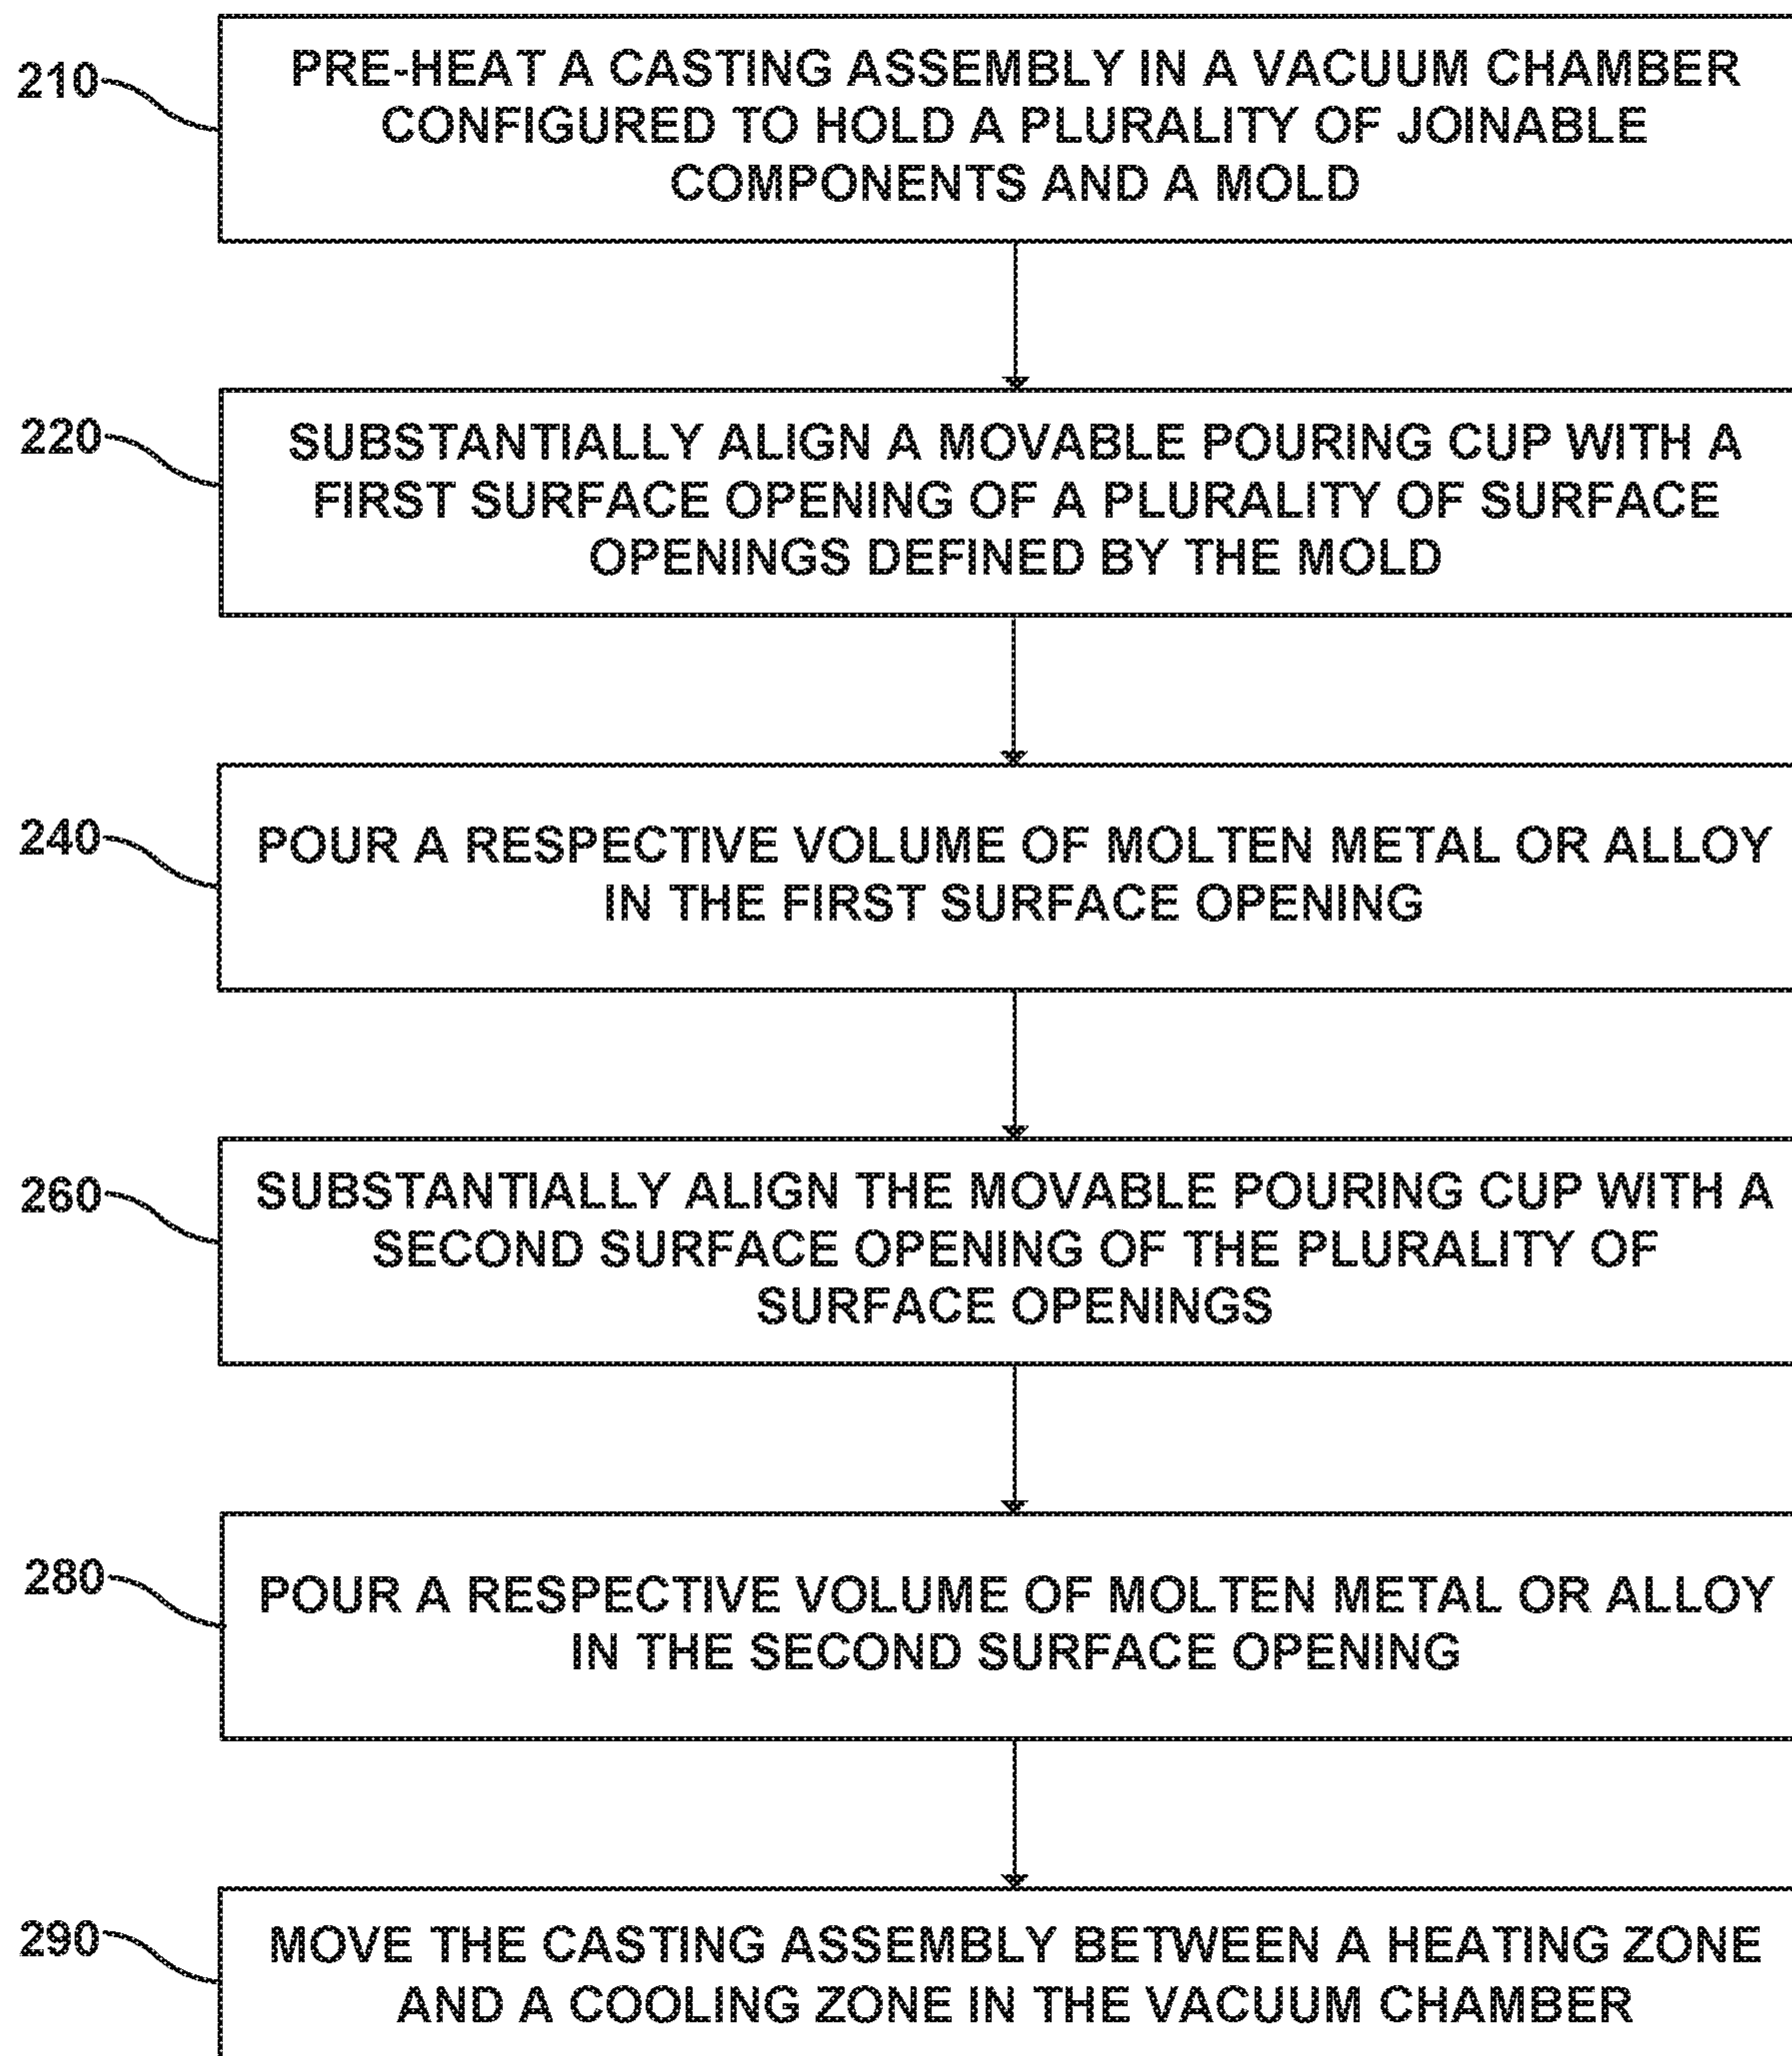 210
PRE-HEAT A CASTING ASSEMBLY IN A VACUUM CHAMBER
CONFIGURED TO HOLD A PLURALITY OF JOINABLE
COMPONENTS AND A MOLD
220
SUBSTANTIALLY ALIGN A MOVABLE POURING CUP WITH A
FIRST SURFACE OPENING OF A PLURALITY OF SURFACE
OPENINGS DEFINED BY THE MOLD
240
POUR A RESPECTIVE VOLUME OF MOLTEN METAL OR ALLOY
IN THE FIRST SURFACE OPENING
260
SUBSTANTIALLY ALIGN THE MOVABLE POURING CUP WITH A
SECOND SURFACE OPENING OF THE PLURALITY OF
SURFACE OPENINGS
280
POUR A RESPECTIVE VOLUME OF MOLTEN METAL OR ALLOY
IN THE SECOND SURFACE OPENING
290
MOVE THE CASTING ASSEMBLY BETWEEN A HEATING ZONE
AND A COOLING ZONE IN THE VACUUM CHAMBER